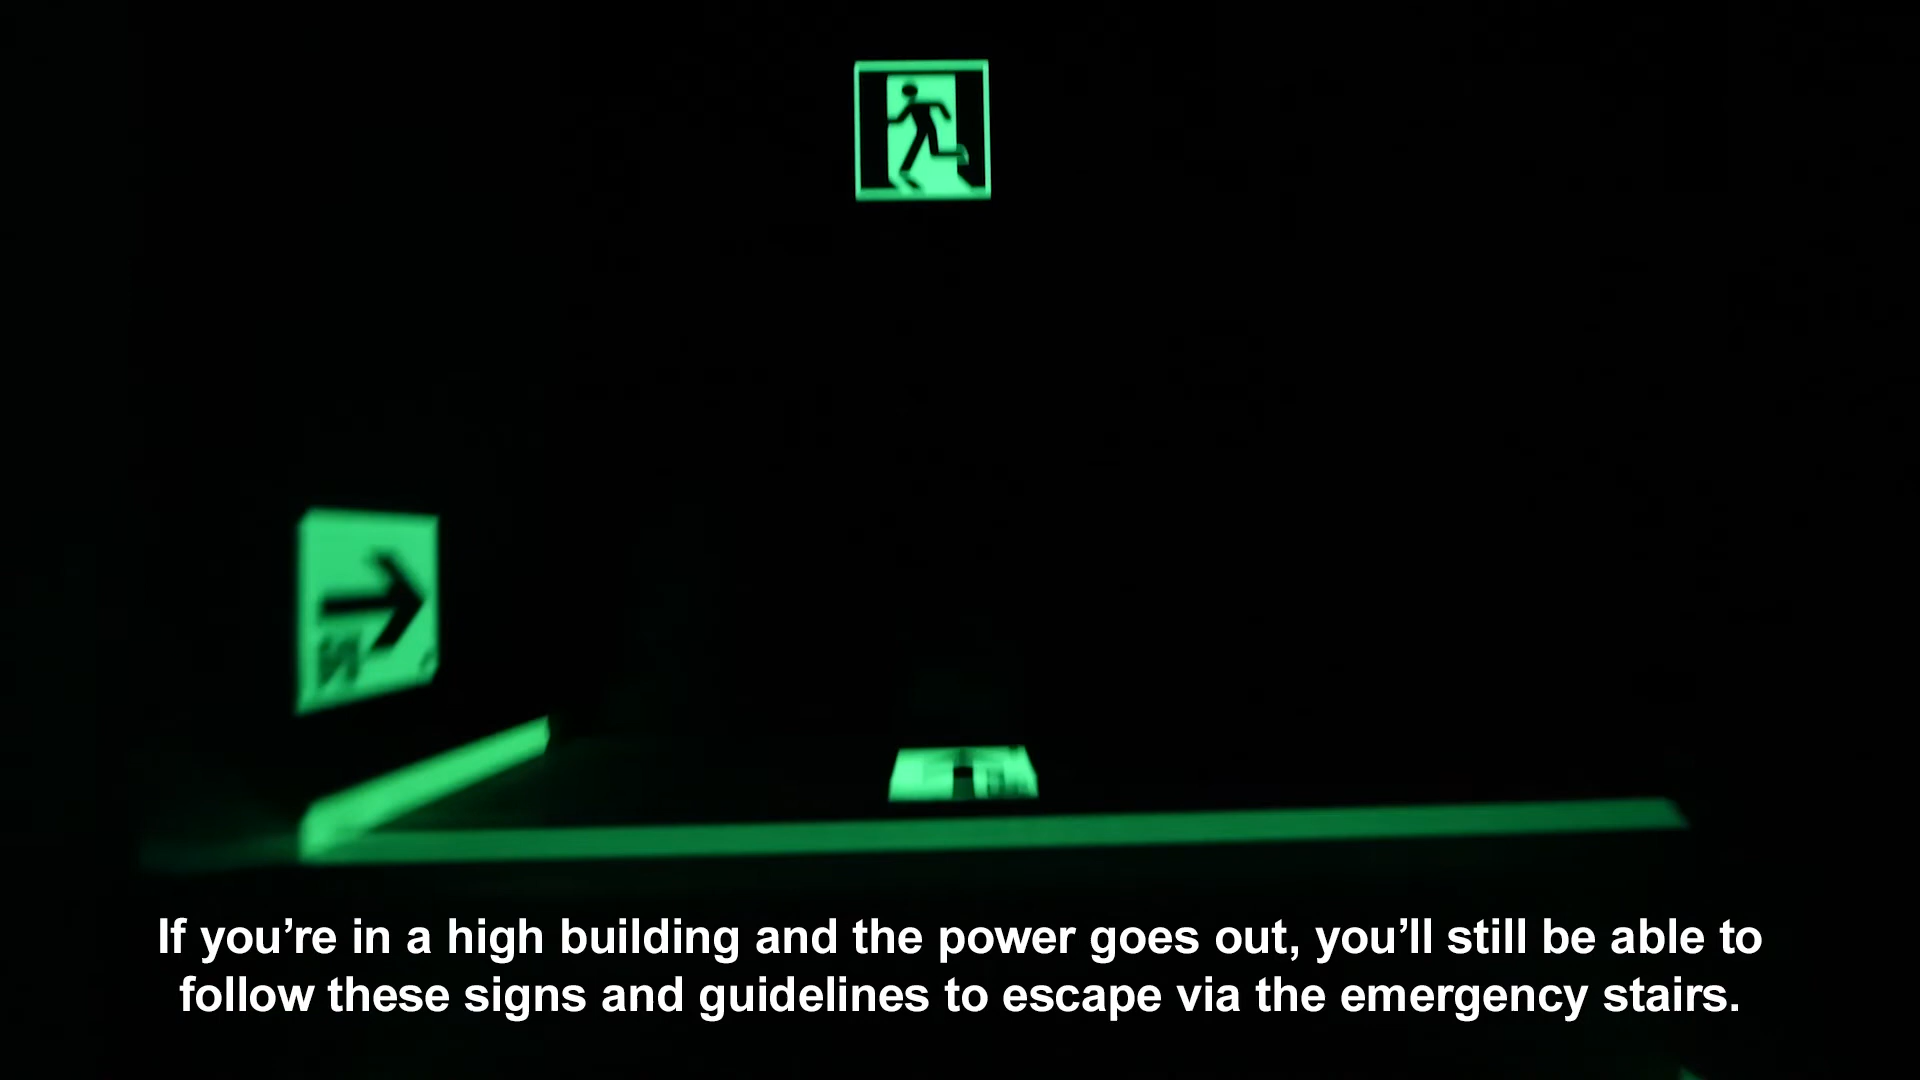 If you’re in a high building and the power goes out, you’ll still be able to
follow these signs and guidelines to escape via the emergency stairs.